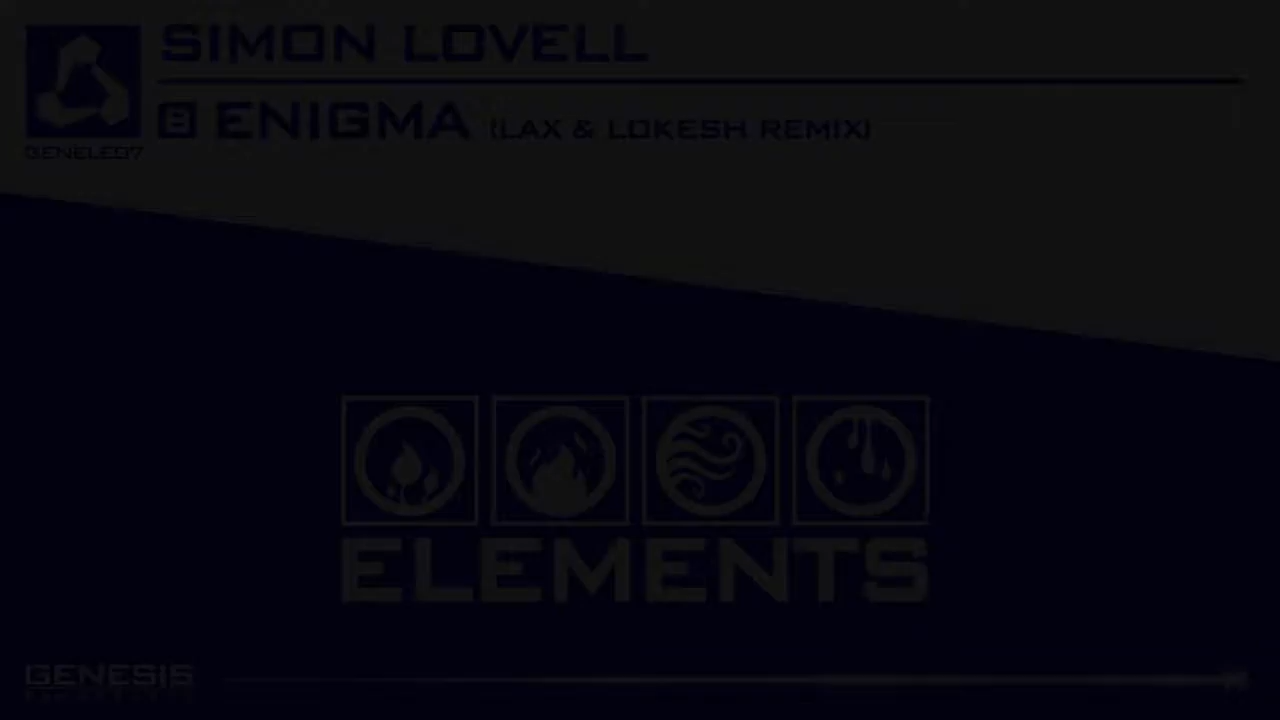 SIMON LOVELL
B ENIGMA (LAX & LOKESH REMIX)
GENELE07
ELEMENTS
GENESIS